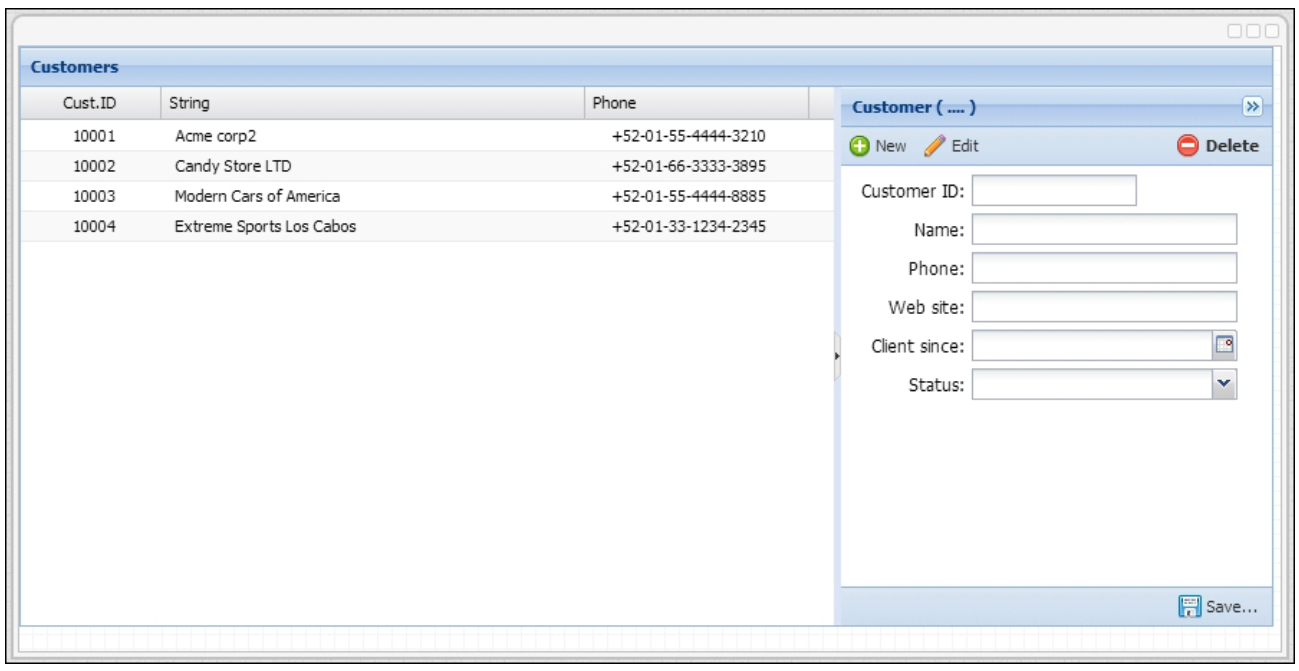 Customers
Cust.ID String Phone
10001 Acme corp2 +52-01-55-4444-3210
10002 Candy Store LTD +52-01-66-3333-3895
10003 Modern Cars of America +52-01-55-4444-8885
10004 Extreme Sports Los Cabos +52-01-33-1234-2345
Customer ( .... )
New Edit Delete
Customer ID:
Name:
Phone:
Web site:
Client since:
Status:
Save...